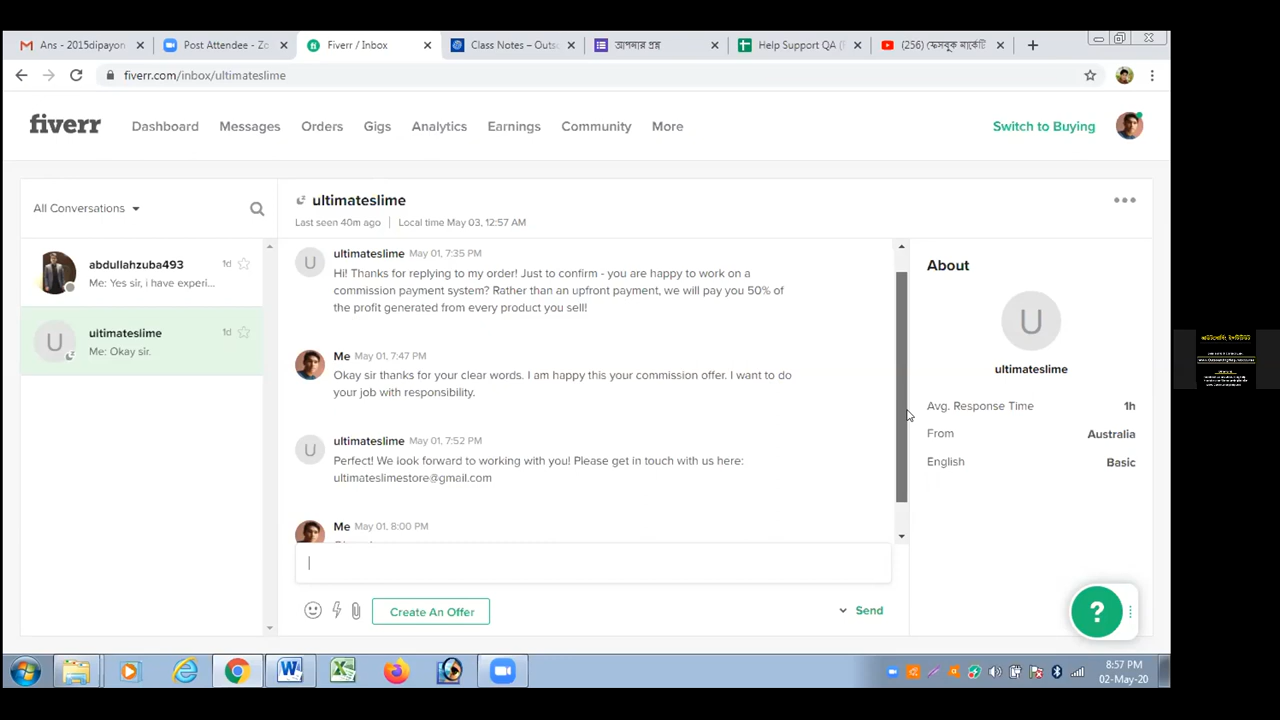 Ans - 2015dipayon
Post Attendee - Zo
Fiverr / Inbox
Class Notes – Outs
আপনার প্রশ্ন
Help Support QA (F
(256) ফেসবুক মার্কেটি
fiverr.com/inbox/ultimateslime
fiverr
Dashboard
Messages
Orders
Gigs
Analytics
Earnings
Community
More
Switch to Buying
All Conversations
abdullahzuba493
1d
Me: Yes sir, i have experi...
ultimateslime
1d
Me: Okay sir.
ultimateslime
Last seen 40m ago | Local time May 03, 12:57 AM
U
ultimateslime May 01, 7:35 PM
Hi! Thanks for replying to my order! Just to confirm - you are happy to work on a
commission payment system? Rather than an upfront payment, we will pay you 50% of
the profit generated from every product you sell!
Me May 01, 7:47 PM
Okay sir thanks for your clear words. I am happy this your commission offer. I want to do
your job with responsibility.
U
ultimateslime May 01, 7:52 PM
Perfect! We look forward to working with you! Please get in touch with us here:
ultimateslimestore@gmail.com
Me May 01, 8:00 PM
Create An Offer
Send
About
U
ultimateslime
Avg. Response Time 1h
From Australia
English Basic
?
8:57 PM
02-May-20